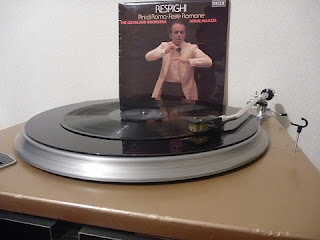 DECCA
RESPIGHI
Pini di Roma · Feste Romane
THE CLEVELAND ORCHESTRA
LORIN MAAZEL